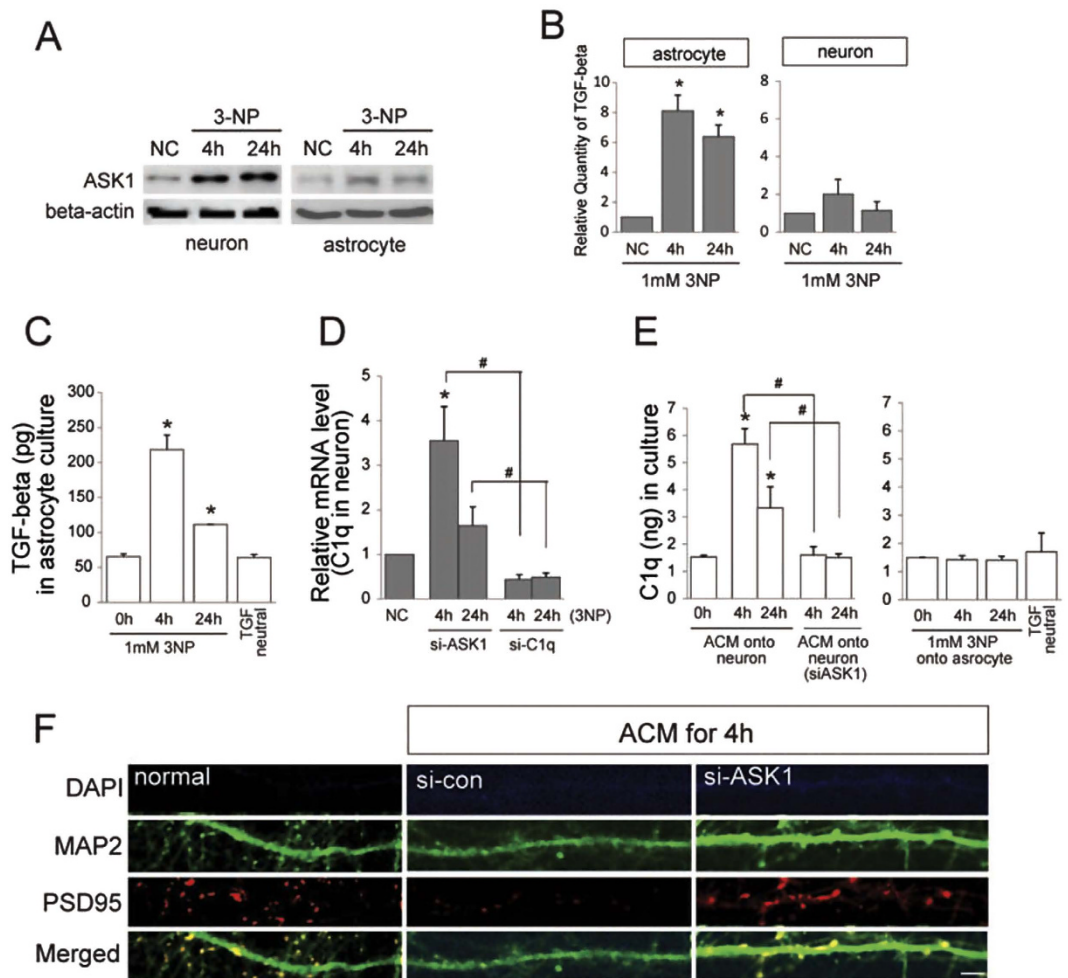 A
3-NP
3-NP
NC 4h 24h
NC 4h 24h
ASK1
beta-actin
neuron
astrocyte
B
astrocyte
neuron
Relative Quantity of TGF-beta
10
8
6
4
2
0
NC 4h 24h
1mM 3NP
8
6
4
2
0
NC 4h 24h
1mM 3NP
* *
C
TGF-beta (pg)
in astrocyte culture
300
250
200
150
100
50
0
* *
0h 4h 24h TGF neutral
1mM 3NP
D
Relative mRNA level
(C1q in neuron)
5
4
3
2
1
0
#
*
#
NC 4h 24h 4h 24h (3NP)
si-ASK1 si-C1q
E
C1q (ng) in culture
7
6
5
4
3
2
1
0
#
#
* *
0h 4h 24h 4h 24h
ACM onto
neuron
ACM onto
neuron
(siASK1)
7
6
5
4
3
2
1
0
0h 4h 24h TGF neutral
1mM 3NP
onto asrocyte
F
ACM for 4h
normal si-con si-ASK1
DAPI
MAP2
PSD95
Merged